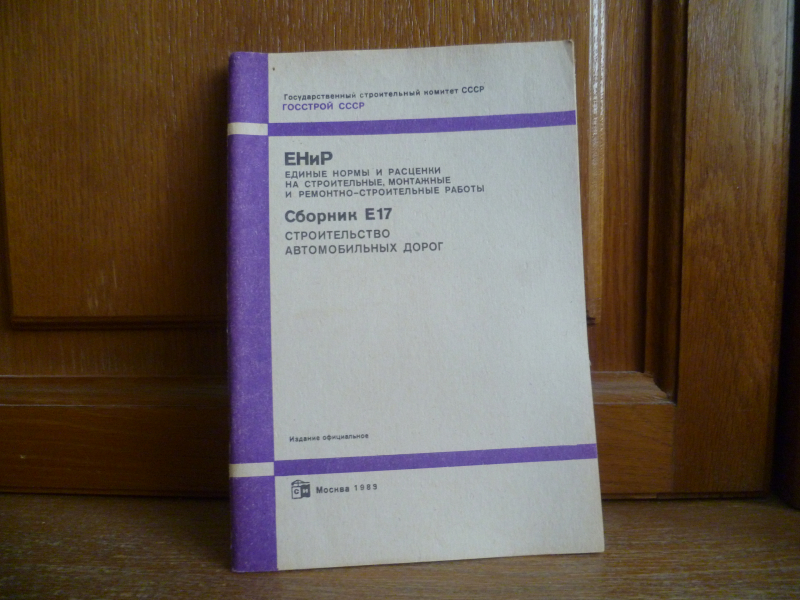 Государственный строительный комитет СССР
ГОССТРОЙ СССР
ЕНиР
ЕДИНЫЕ НОРМЫ И РАСЦЕНКИ
НА СТРОИТЕЛЬНЫЕ, МОНТАЖНЫЕ
И РЕМОНТНО-СТРОИТЕЛЬНЫЕ РАБОТЫ
Сборник Е17
СТРОИТЕЛЬСТВО
АВТОМОБИЛЬНЫХ ДОРОГ
Издание официальное
СИ Москва 1989